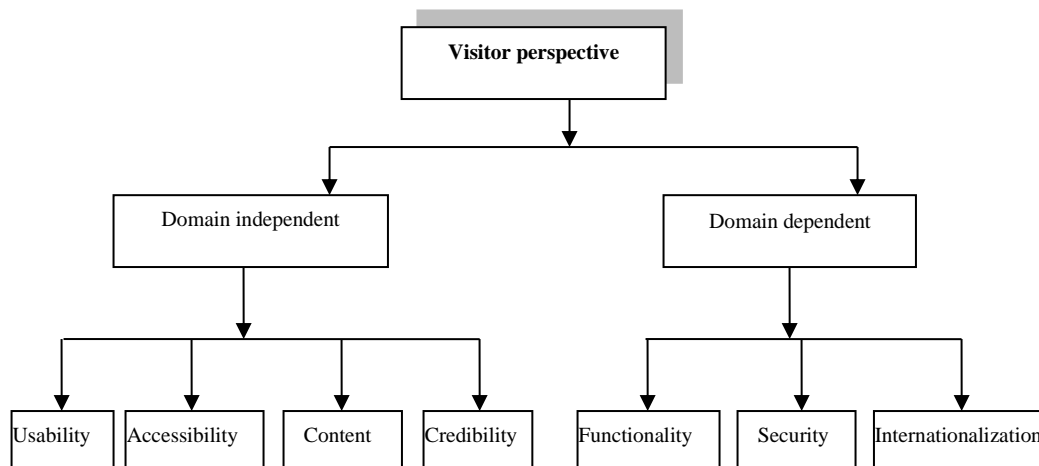 Visitor perspective
Domain independent
Domain dependent
Usability
Accessibility
Content
Credibility
Functionality
Security
Internationalization